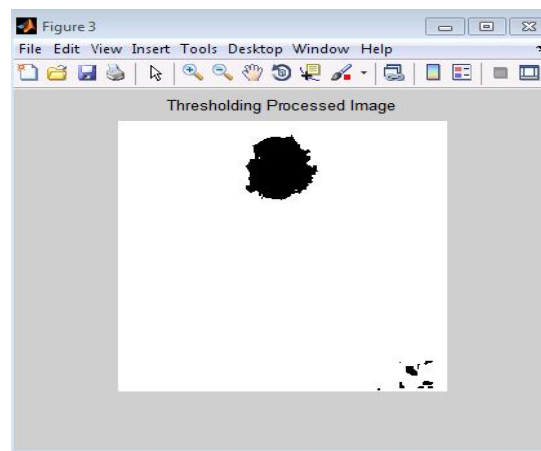 Figure 3
File Edit View Insert Tools Desktop Window Help
Thresholding Processed Image